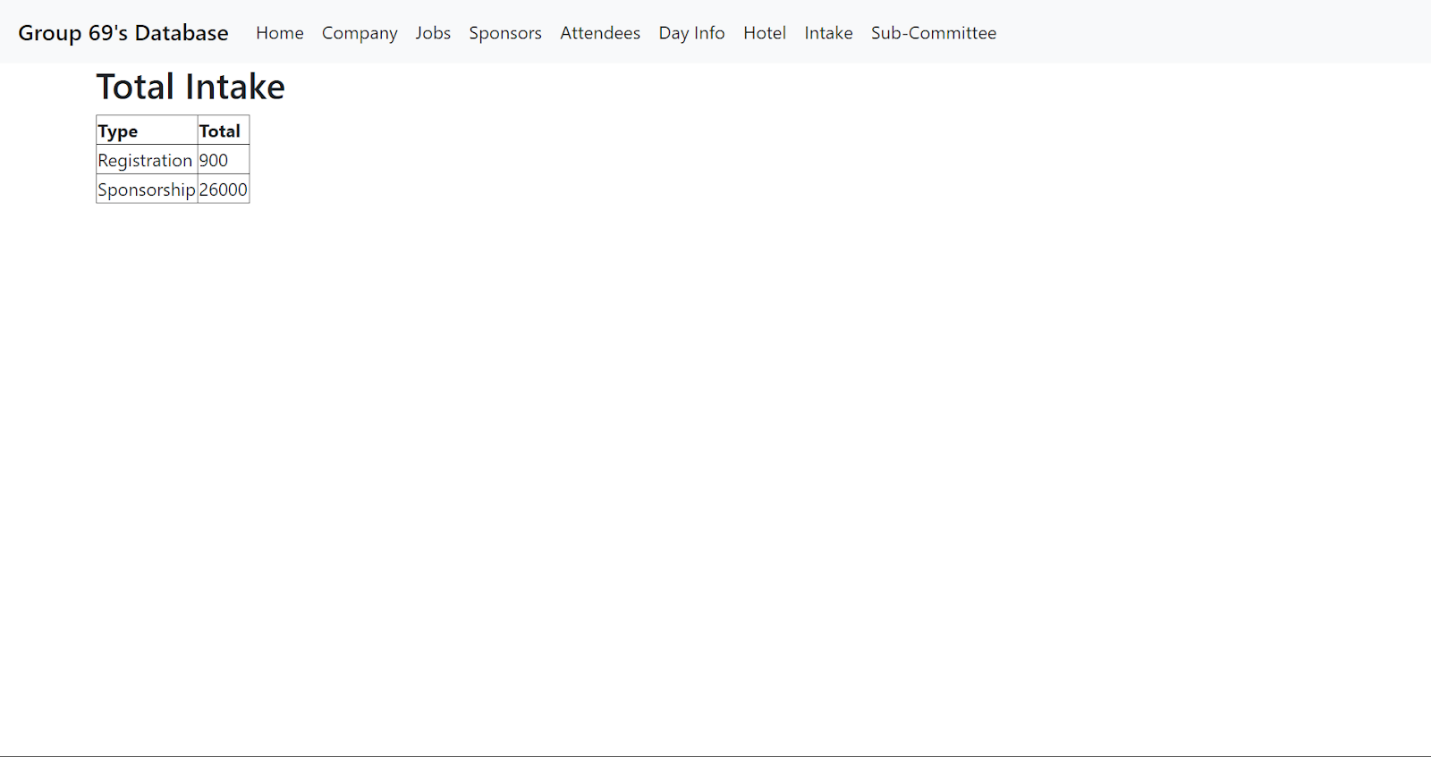 Group 69's Database Home Company Jobs Sponsors Attendees Day Info Hotel Intake Sub-Committee
Total Intake
Type Total
Registration 900
Sponsorship 26000